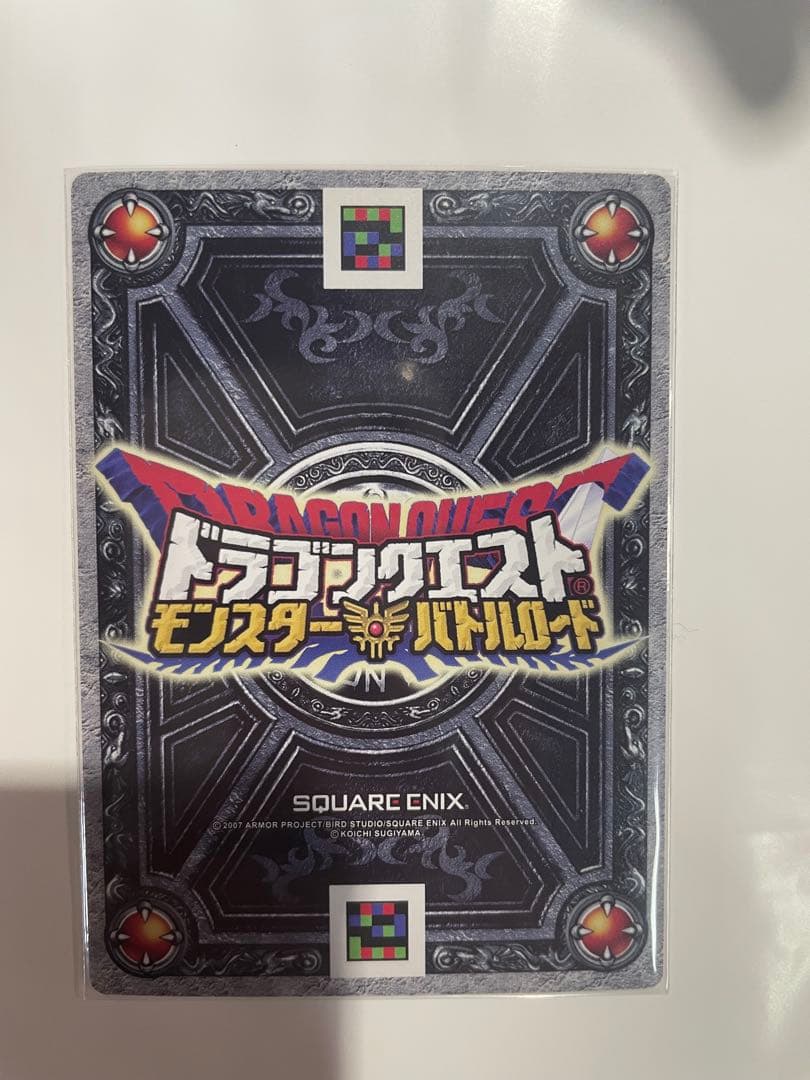 DRAGON QUEST
ドラゴンクエスト®
モンスターバトルロード
SQUARE ENIX®
© 2007 ARMOR PROJECT/BIRD STUDIO/SQUARE ENIX All Rights Reserved.
© KOICHI SUGIYAMA.